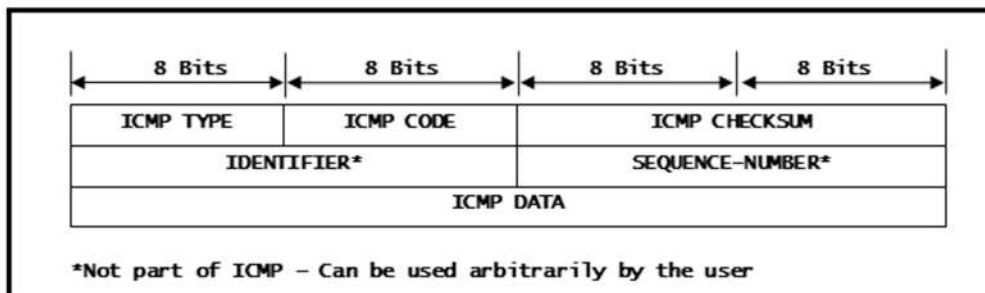 8 Bits 8 Bits 8 Bits 8 Bits
ICMP TYPE ICMP CODE ICMP CHECKSUM
IDENTIFIER* SEQUENCE-NUMBER*
ICMP DATA
*Not part of ICMP – Can be used arbitrarily by the user